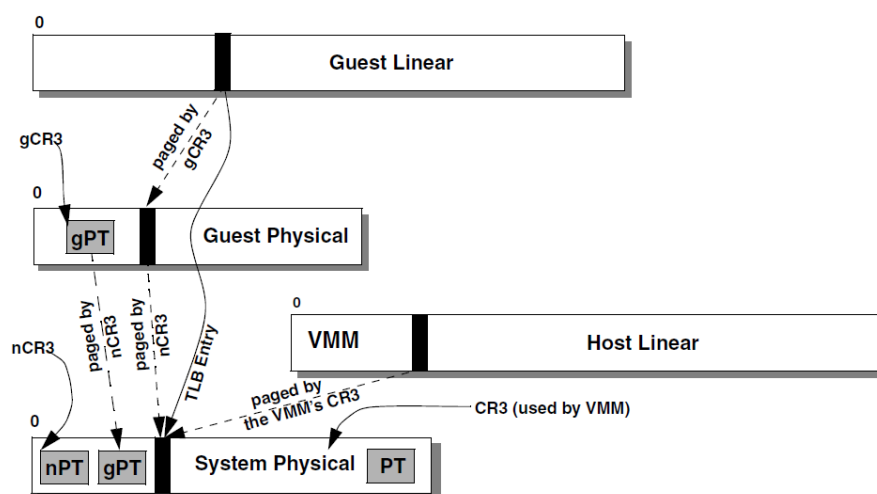 0
Guest Linear
gCR3
paged by
gCR3
0
gPT
Guest Physical
paged by
nCR3
paged by
nCR3
TLB Entry
0
VMM
Host Linear
nCR3
paged by
the VMM's CR3
CR3 (used by VMM)
0
nPT
gPT
System Physical
PT